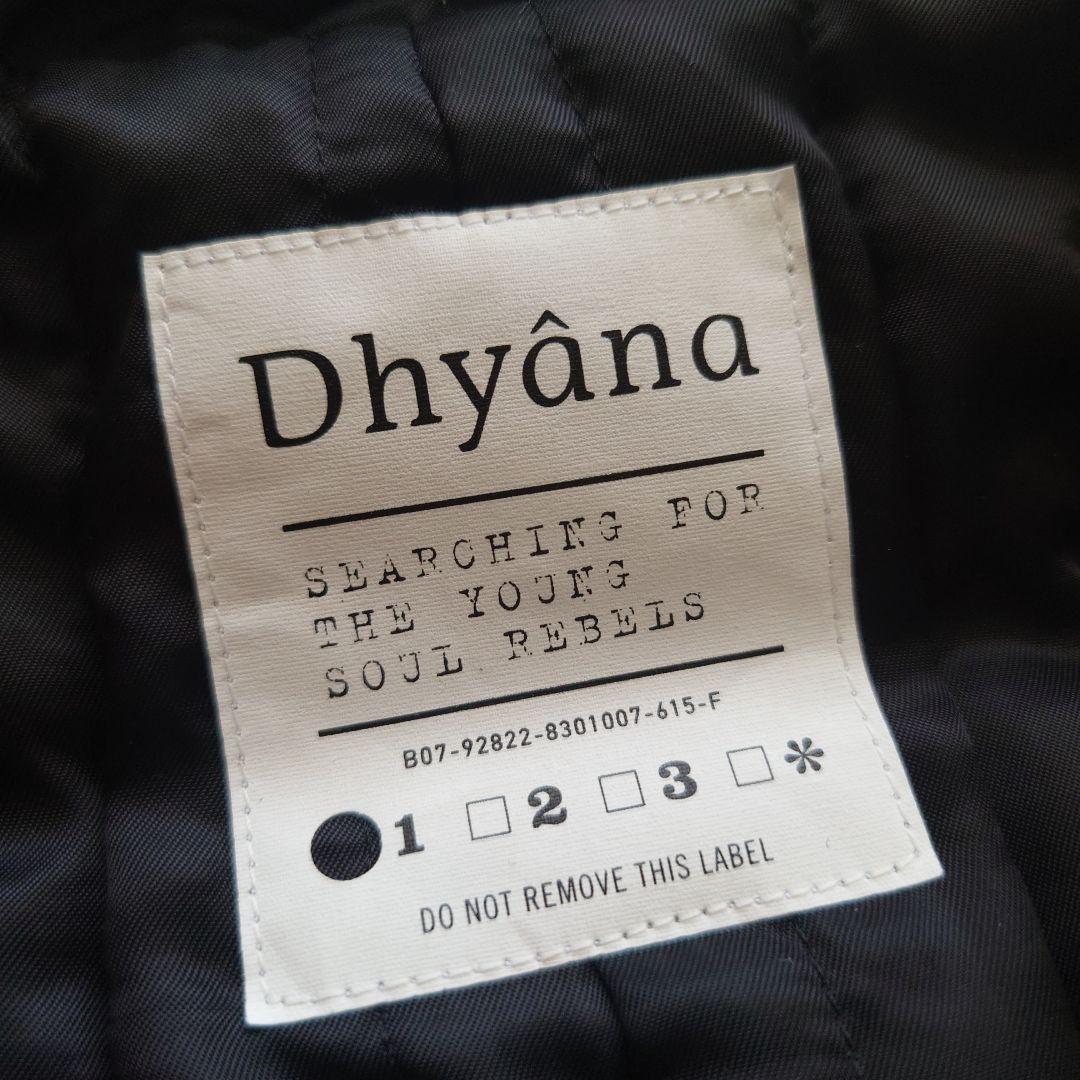 Dhyâna
SEARCHING FOR
THE YOUNG
SOUL REBELS
B07-92822-8301007-615-F
1 2 3 *
DO NOT REMOVE THIS LABEL